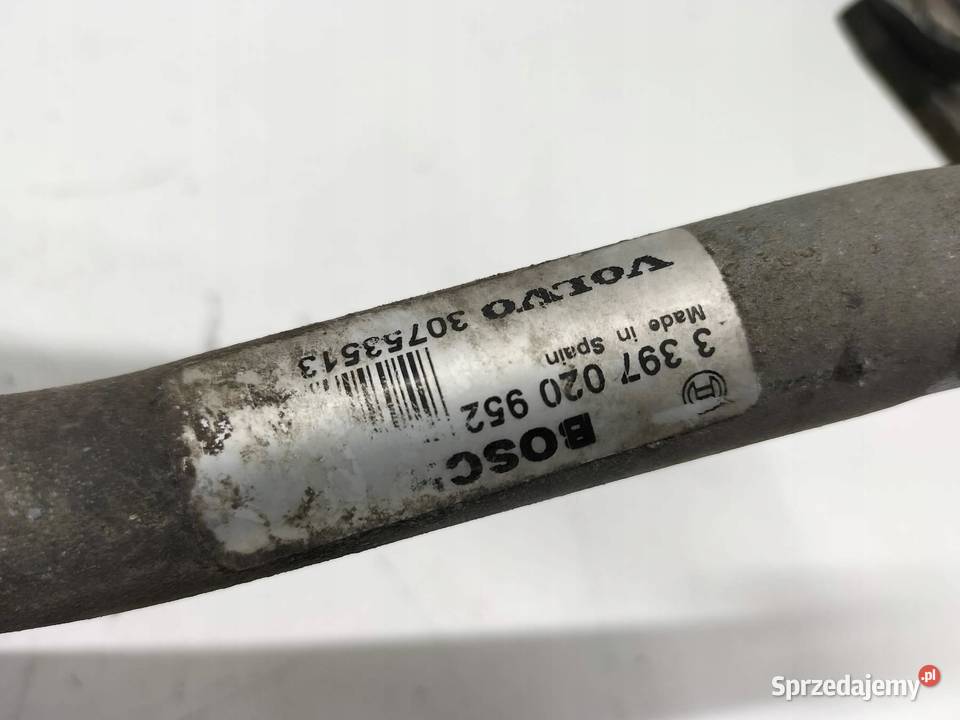 BOSC
3 397 020 952
Made in Spain
VOLVO 30753513
Sprzedajemy.pl